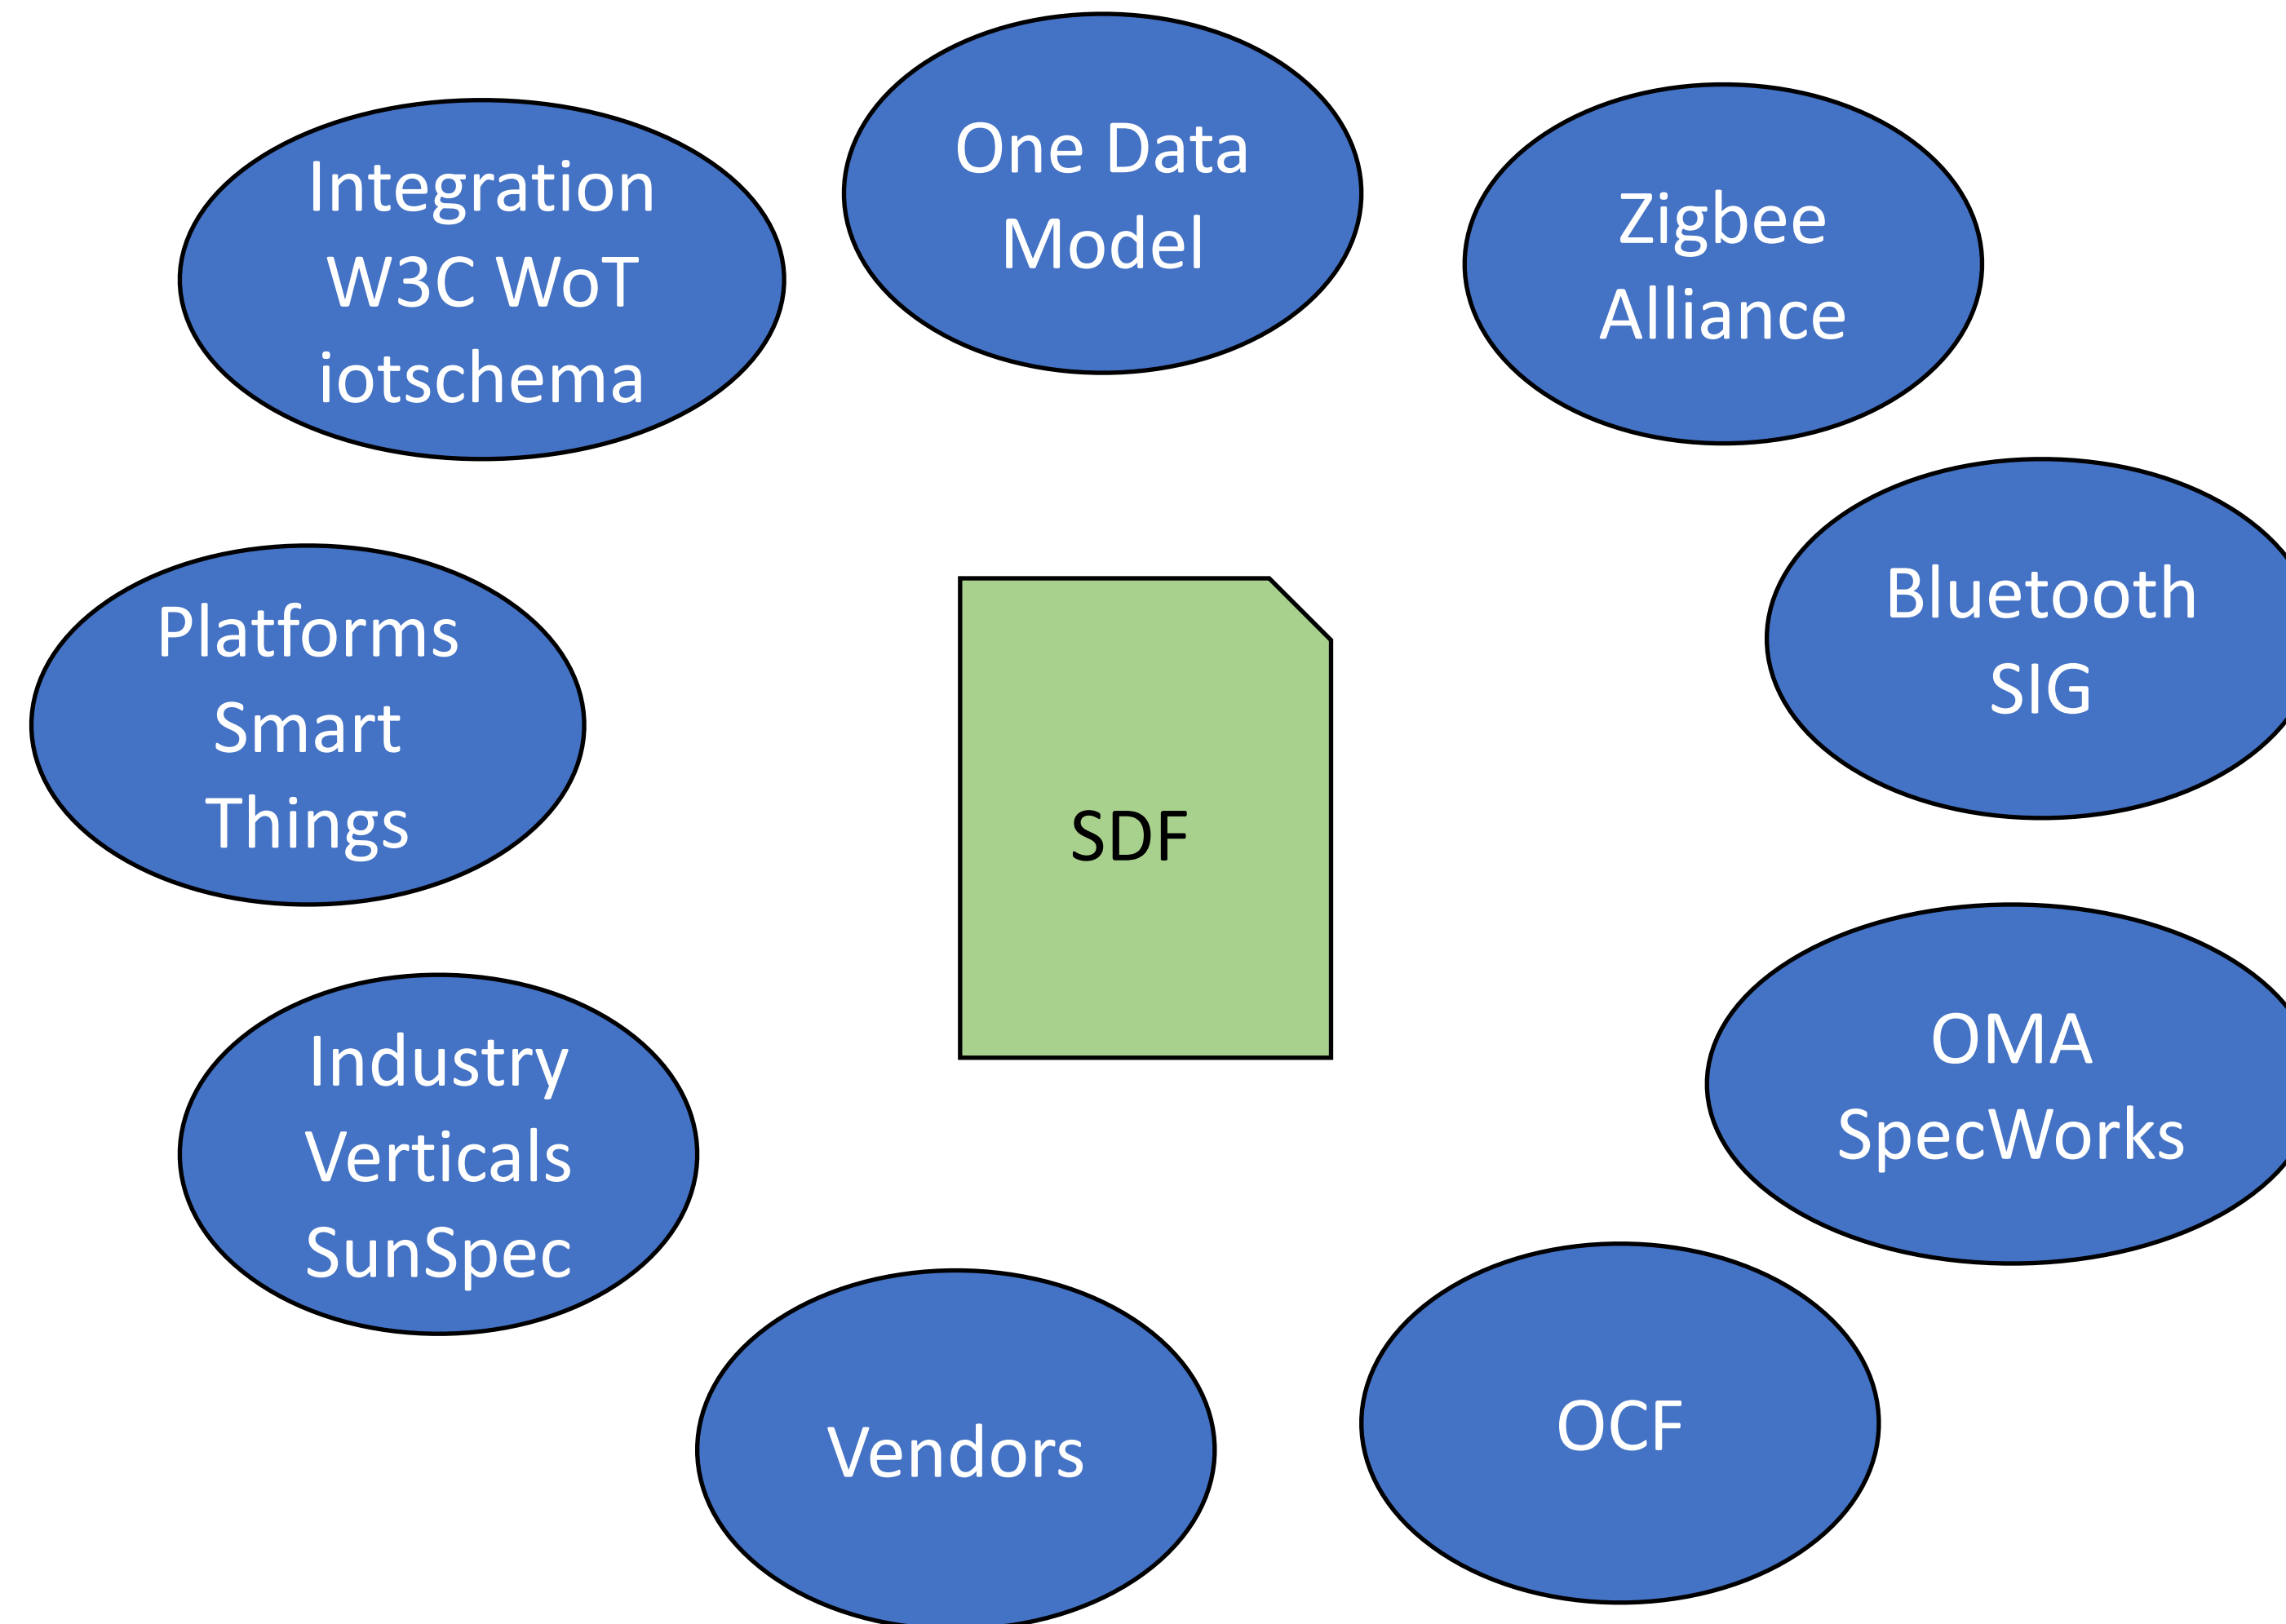 One Data
Model
Integration
W3C WoT
iotschema
Zigbee
Alliance
Bluetooth
SIG
Platforms
Smart
Things
SDF
OMA
SpecWorks
Industry
Verticals
SunSpec
Vendors
OCF